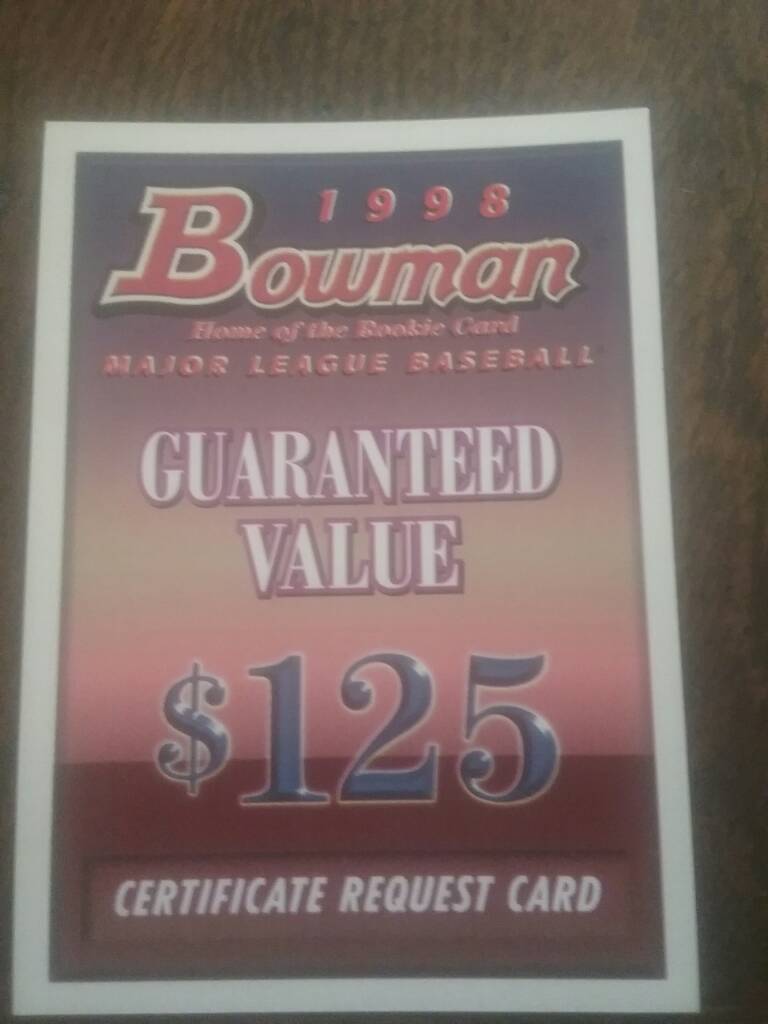 1998
Bowman
Home of the Rookie Card
MAJOR LEAGUE BASEBALL
GUARANTEED
VALUE
$125
CERTIFICATE REQUEST CARD